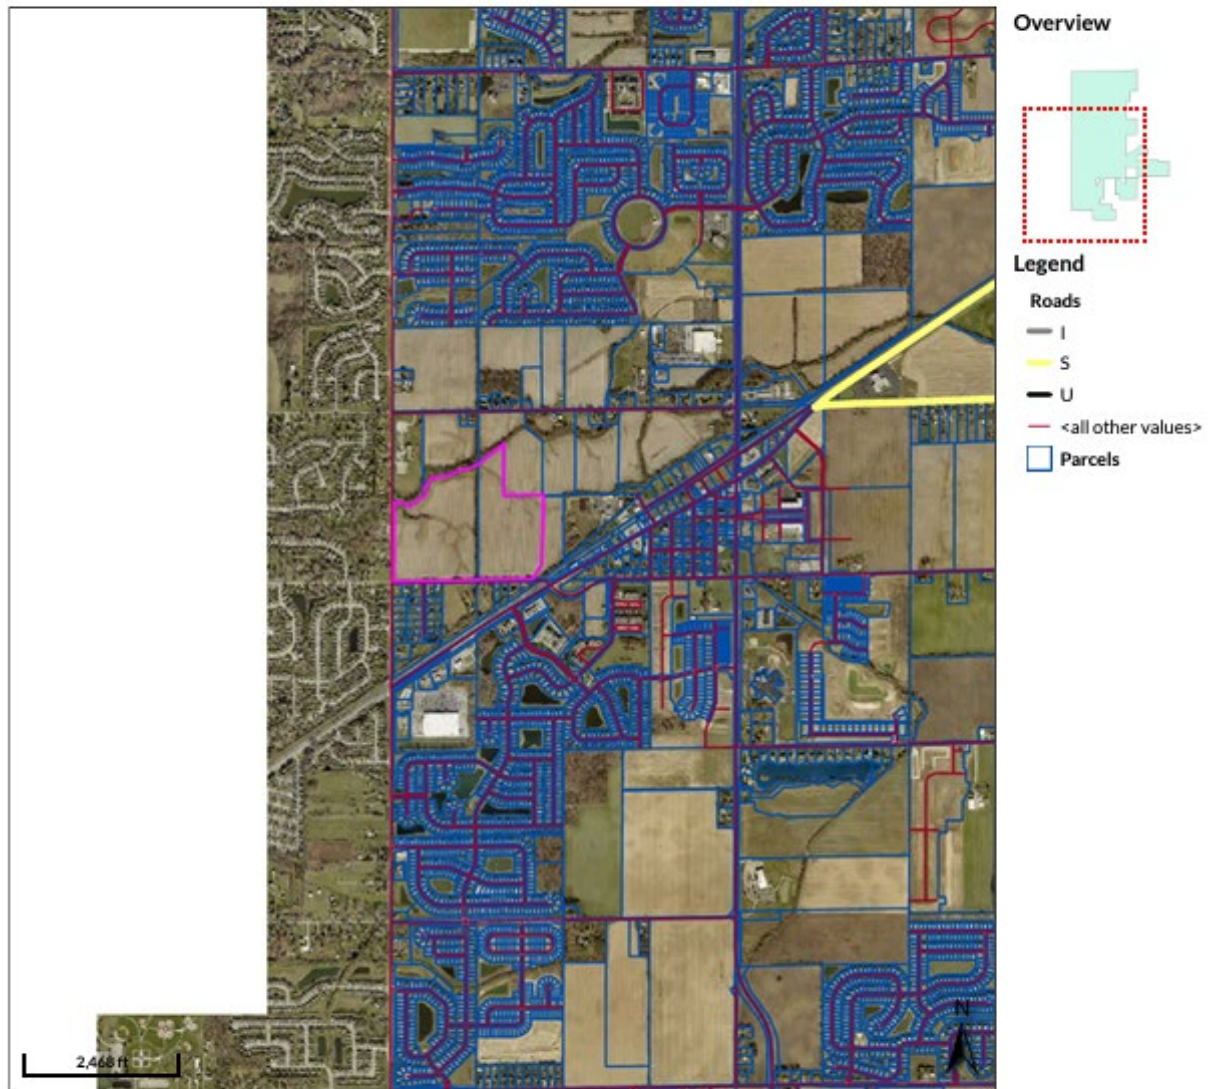 Overview
Legend
Roads
I
S
U
<all other values>
Parcels
N
2,468 ft